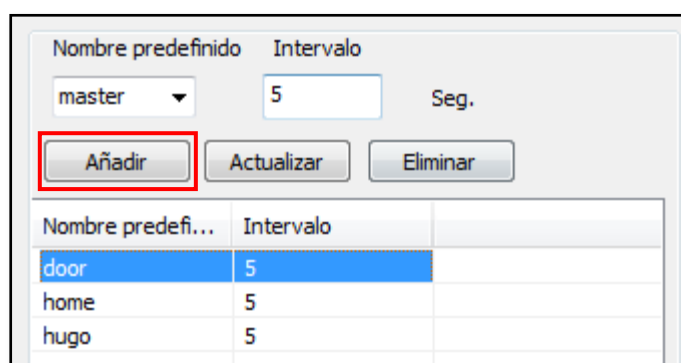 Nombre predefinido Intervalo
master 5 Seg.
Añadir Actualizar Eliminar
Nombre predefi... Intervalo
door 5
home 5
hugo 5